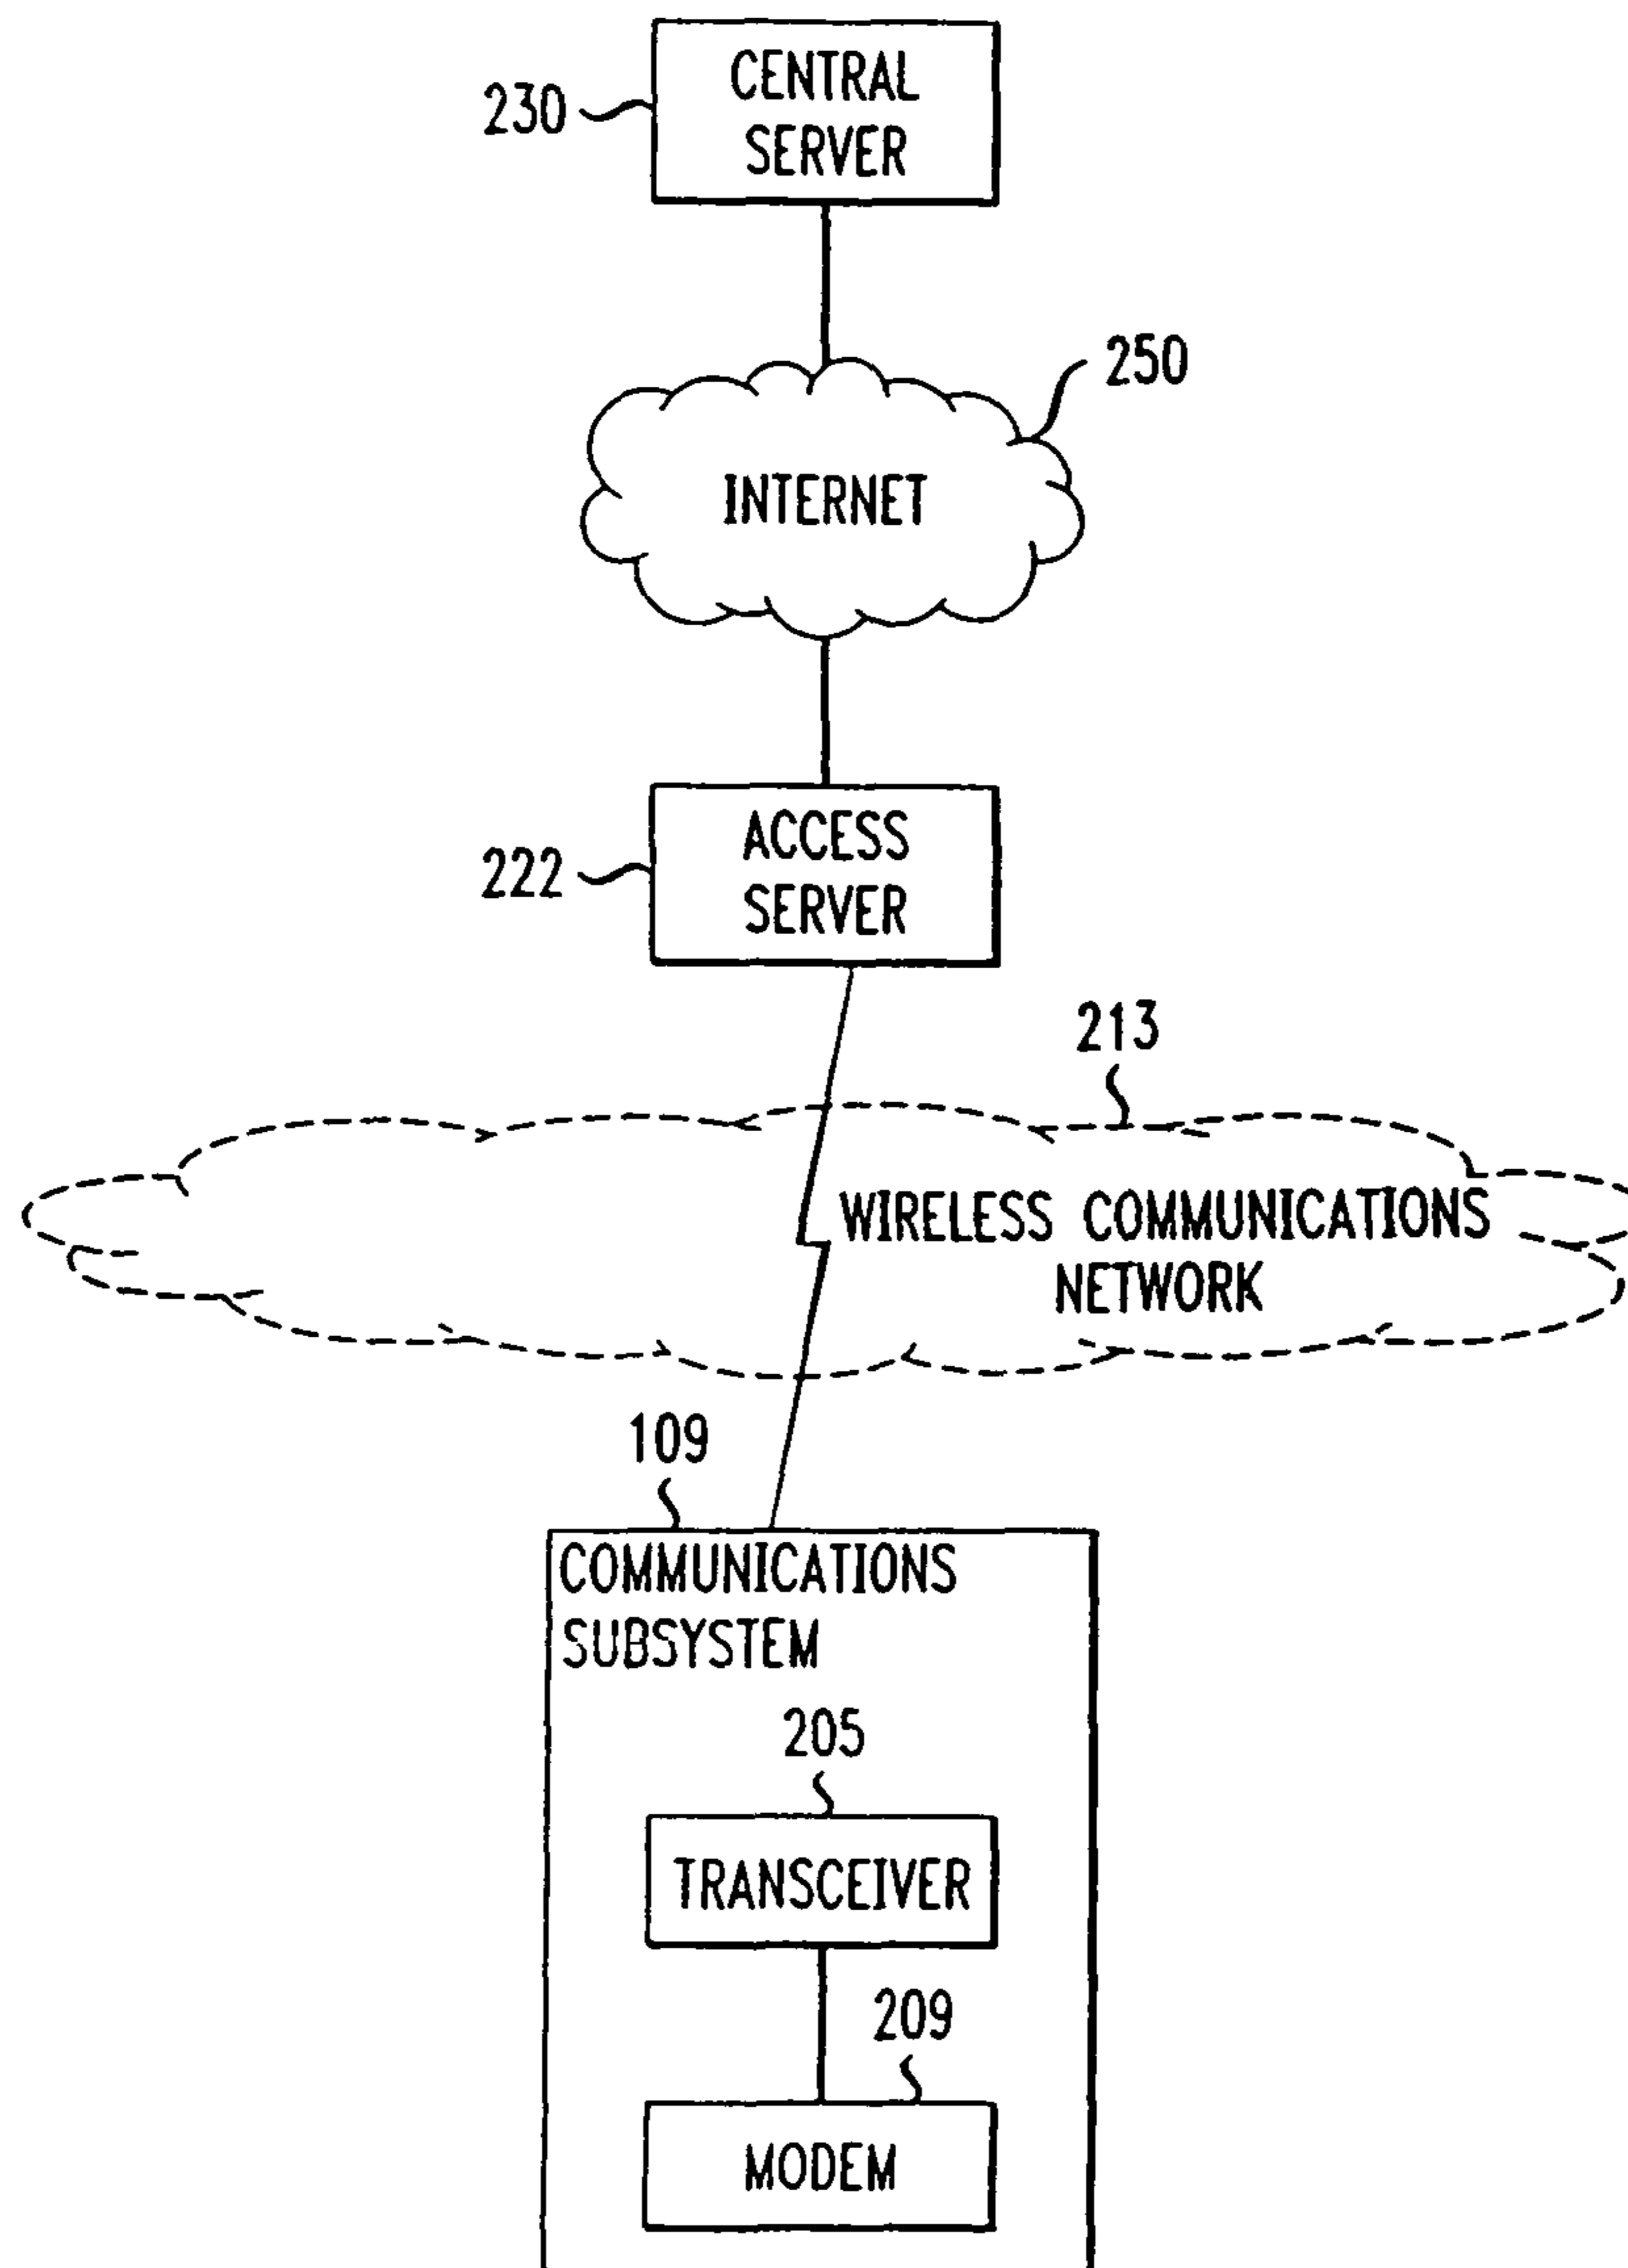 CENTRAL
SERVER
230
250
INTERNET
ACCESS
SERVER
222
213
WIRELESS COMMUNICATIONS
NETWORK
109
COMMUNICATIONS
SUBSYSTEM
205
TRANSCEIVER
209
MODEM